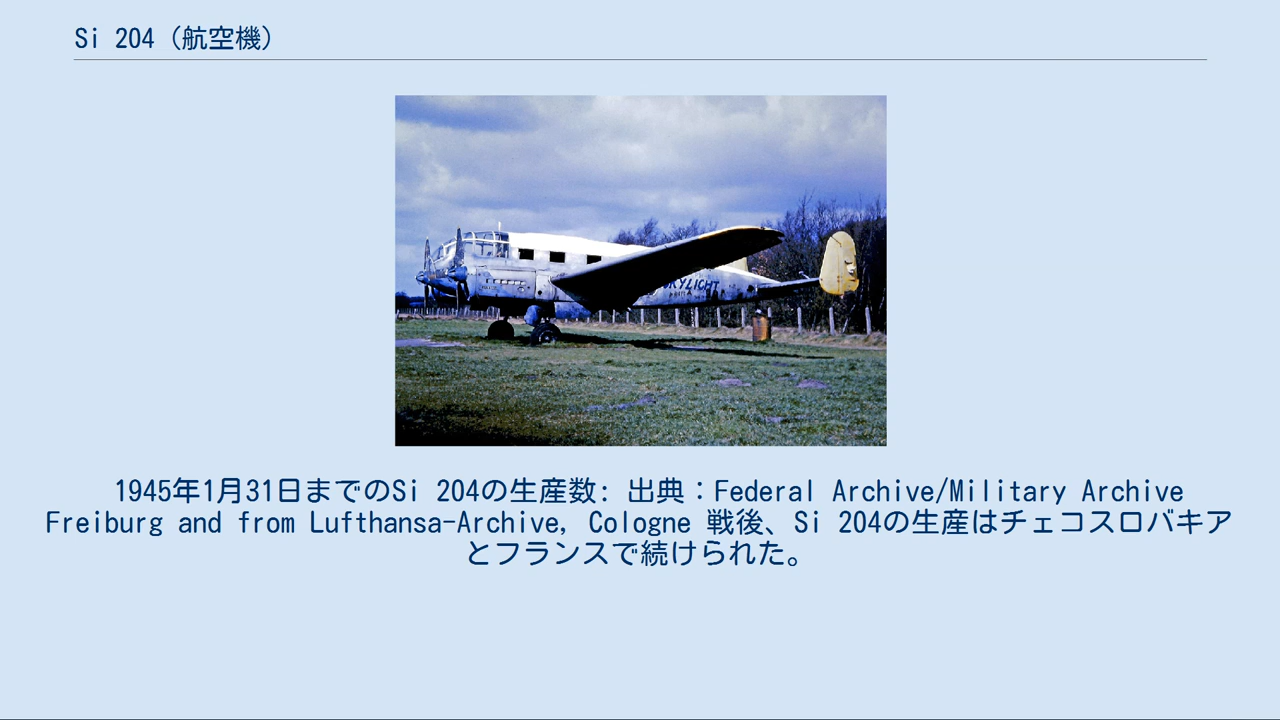 Si 204（航空機）
SKYLIGHT
1945年1月31日までのSi 204の生産数: 出典：Federal Archive/Military Archive
Freiburg and from Lufthansa-Archive, Cologne 戦後、Si 204の生産はチェコスロバキア
とフランスで続けられた。